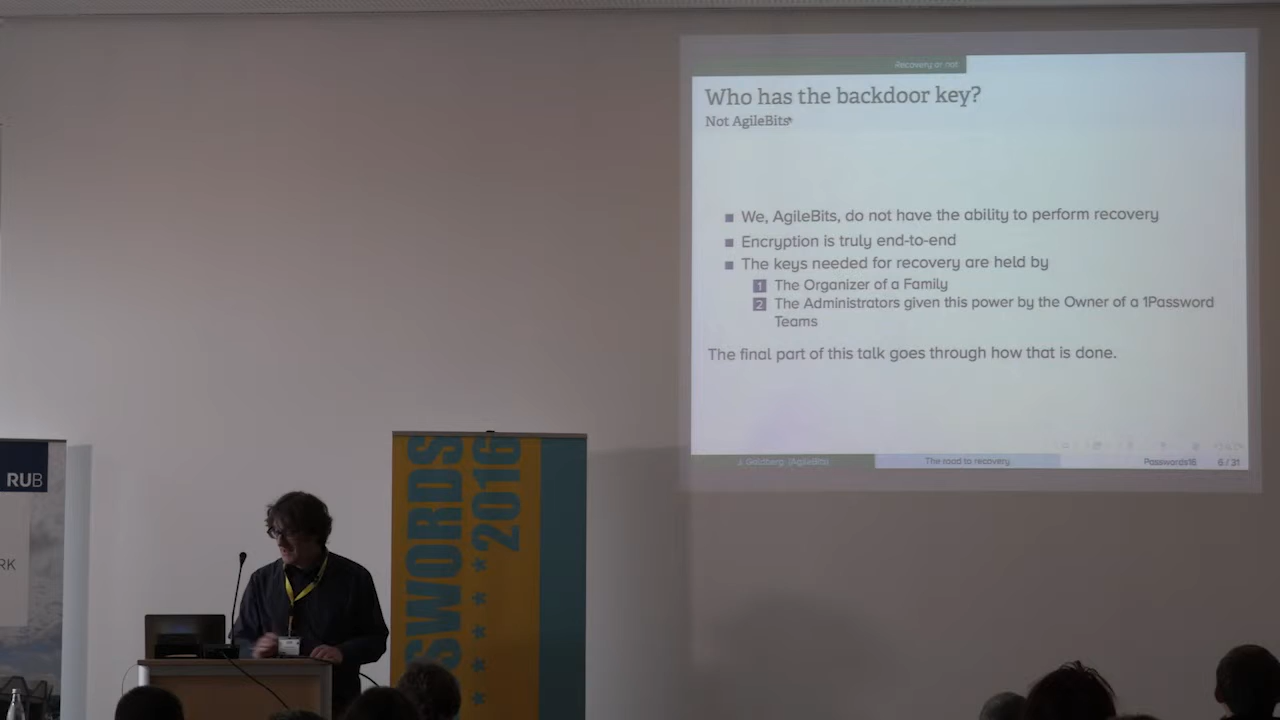 Recovery or not
Who has the backdoor key?
Not AgileBits
We, AgileBits, do not have the ability to perform recovery
Encryption is truly end-to-end
The keys needed for recovery are held by
1 The Organizer of a Family
2 The Administrators given this power by the Owner of a 1Password
Teams
The final part of this talk goes through how that is done.
J. Goldberg (AgileBits)
The road to recovery
Passwords16
6 / 31
RUB
RK
SWORDS
2016